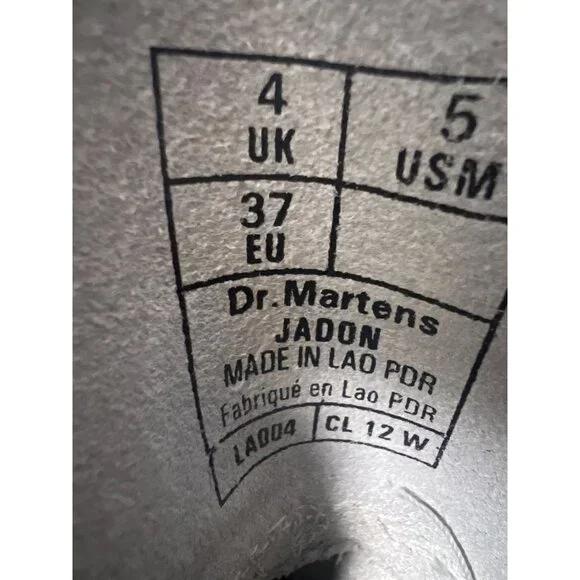 4 UK
5 USM
37 EU
Dr. Martens
JADON
MADE IN LAO PDR
Fabriqué en Lao PDR
LA004 CL 12 W